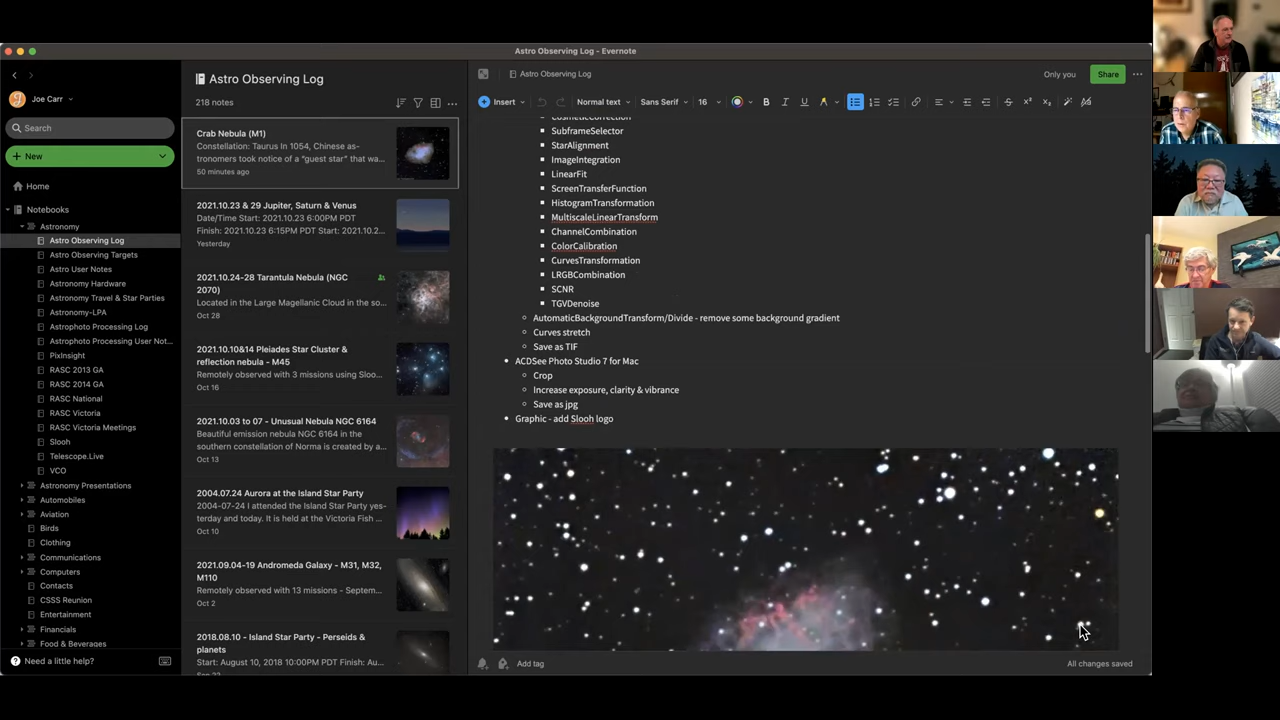 Astro Observing Log - Evernote
Joe Carr
Search
New
Home
Notebooks
Astronomy
Astro Observing Log
Astro Observing Targets
Astro User Notes
Astronomy Hardware
Astronomy Travel & Star Parties
Astronomy-LPA
Astrophoto Processing Log
Astrophoto Processing User Not...
PixInsight
RASC 2013 GA
RASC 2014 GA
RASC National
RASC Victoria
RASC Victoria Meetings
Slooh
Telescope.Live
VCO
Astronomy Presentations
Automobiles
Aviation
Birds
Clothing
Communications
Computers
Contacts
CSSS Reunion
Entertainment
Financials
Food & Beverages
Need a little help?
Astro Observing Log
218 notes
Crab Nebula (M1)
Constellation: Taurus In 1054, Chinese as-
tronomers took notice of a “guest star” that wa...
50 minutes ago
2021.10.23 & 29 Jupiter, Saturn & Venus
Date/Time Start: 2021.10.23 6:00PM PDT
Finish: 2021.10.23 6:15PM PDT Start: 2021.10.2...
Yesterday
2021.10.24-28 Tarantula Nebula (NGC
2070)
Located in the Large Magellanic Cloud in the so...
Oct 28
2021.10.10&14 Pleiades Star Cluster &
reflection nebula - M45
Remotely observed with 3 missions using Sloo...
Oct 16
2021.10.03 to 07 - Unusual Nebula NGC 6164
Beautiful emission nebula NGC 6164 in the
southern constellation of Norma is created by a...
Oct 13
2004.07.24 Aurora at the Island Star Party
2004-07-24 I attended the Island Star Party yes-
terday and today. It is held at the Victoria Fish ...
Oct 10
2021.09.04-19 Andromeda Galaxy - M31, M32,
M110
Remotely observed with 13 missions - Septem...
Oct 2
2018.08.10 - Island Star Party - Perseids &
planets
Start: August 10, 2018 10:00PM PDT Finish: Au...
Astro Observing Log
Only you
Share
Insert
Normal text
Sans Serif
16
CosmeticCorrection
SubframeSelector
StarAlignment
ImageIntegration
LinearFit
ScreenTransferFunction
HistogramTransformation
MultiscaleLinearTransform
ChannelCombination
ColorCalibration
CurvesTransformation
LRGBCombination
SCNR
TGVDenoise
AutomaticBackgroundTransform/Divide - remove some background gradient
Curves stretch
Save as TIF
ACDSee Photo Studio 7 for Mac
Crop
Increase exposure, clarity & vibrance
Save as jpg
Graphic - add Slooh logo
Add tag
All changes saved